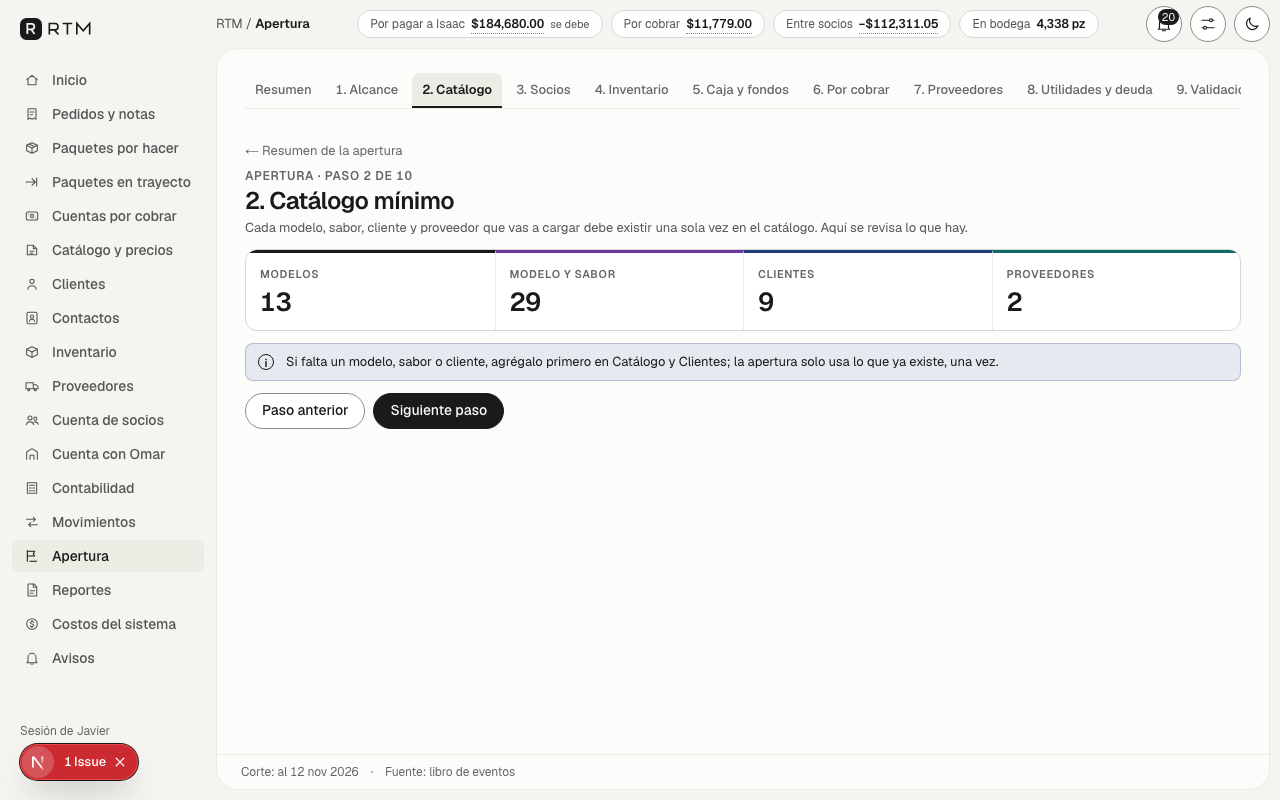 R RTM
RTM / Apertura
Por pagar a Isaac $184,680.00 se debe
Por cobrar $11,779.00
Entre socios −$112,311.05
En bodega 4,338 pz
20
Inicio
Pedidos y notas
Paquetes por hacer
Paquetes en trayecto
Cuentas por cobrar
Catálogo y precios
Clientes
Contactos
Inventario
Proveedores
Cuenta de socios
Cuenta con Omar
Contabilidad
Movimientos
Apertura
Reportes
Costos del sistema
Avisos
Sesión de Javier
N 1 Issue
Resumen
1. Alcance
2. Catálogo
3. Socios
4. Inventario
5. Caja y fondos
6. Por cobrar
7. Proveedores
8. Utilidades y deuda
9. Validació
← Resumen de la apertura
APERTURA · PASO 2 DE 10
2. Catálogo mínimo
Cada modelo, sabor, cliente y proveedor que vas a cargar debe existir una sola vez en el catálogo. Aquí se revisa lo que hay.
MODELOS
13
MODELO Y SABOR
29
CLIENTES
9
PROVEEDORES
2
Si falta un modelo, sabor o cliente, agrégalo primero en Catálogo y Clientes; la apertura solo usa lo que ya existe, una vez.
Paso anterior
Siguiente paso
Corte: al 12 nov 2026 · Fuente: libro de eventos